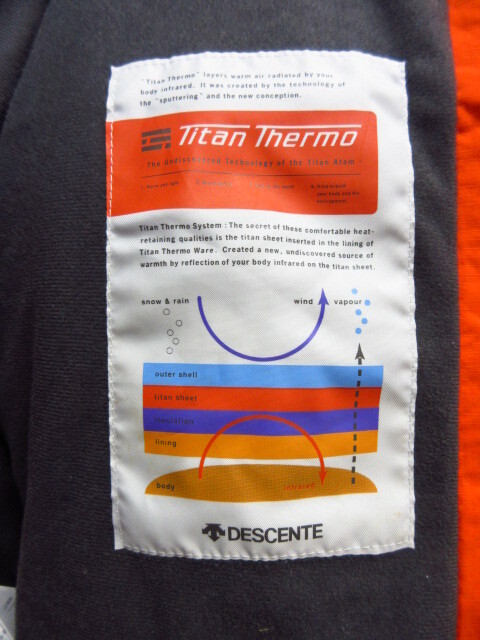 "Titan Thermo" layers warm air radiated by your
body infrared. It was created by the technology of
the "sputtering" and the new conception.
Titan Thermo
The Undiscovered Technology of the Titan Atom
Titan Thermo System : The secret of these comfortable heat-
retaining qualities is the titan sheet inserted in the lining of
Titan Thermo Ware. Created a new, undiscovered source of
warmth by reflection of your body infrared on the titan sheet.
snow & rain
wind
vapour
outer shell
titan sheet
insulation
lining
body
infrared
DESCENTE